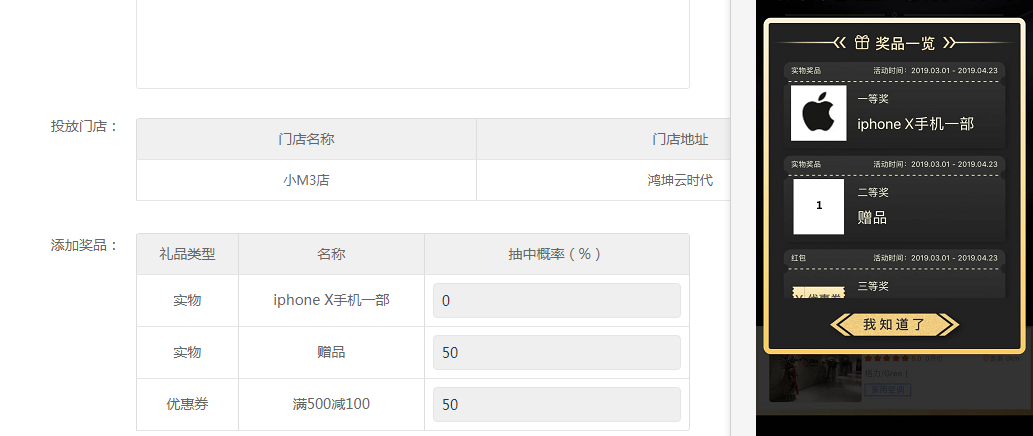 投放门店：
门店名称
门店地址
小M3店
鸿坤云时代
添加奖品：
礼品类型
名称
抽中概率（%）
实物
iphone X手机一部
0
实物
赠品
50
优惠券
满500减100
50
奖品一览
实物奖品
活动时间：2019.03.01 - 2019.04.23
一等奖
iphone X手机一部
实物奖品
活动时间：2019.03.01 - 2019.04.23
1
二等奖
赠品
红包
活动时间：2019.03.01 - 2019.04.23
三等奖
优惠券
我知道了